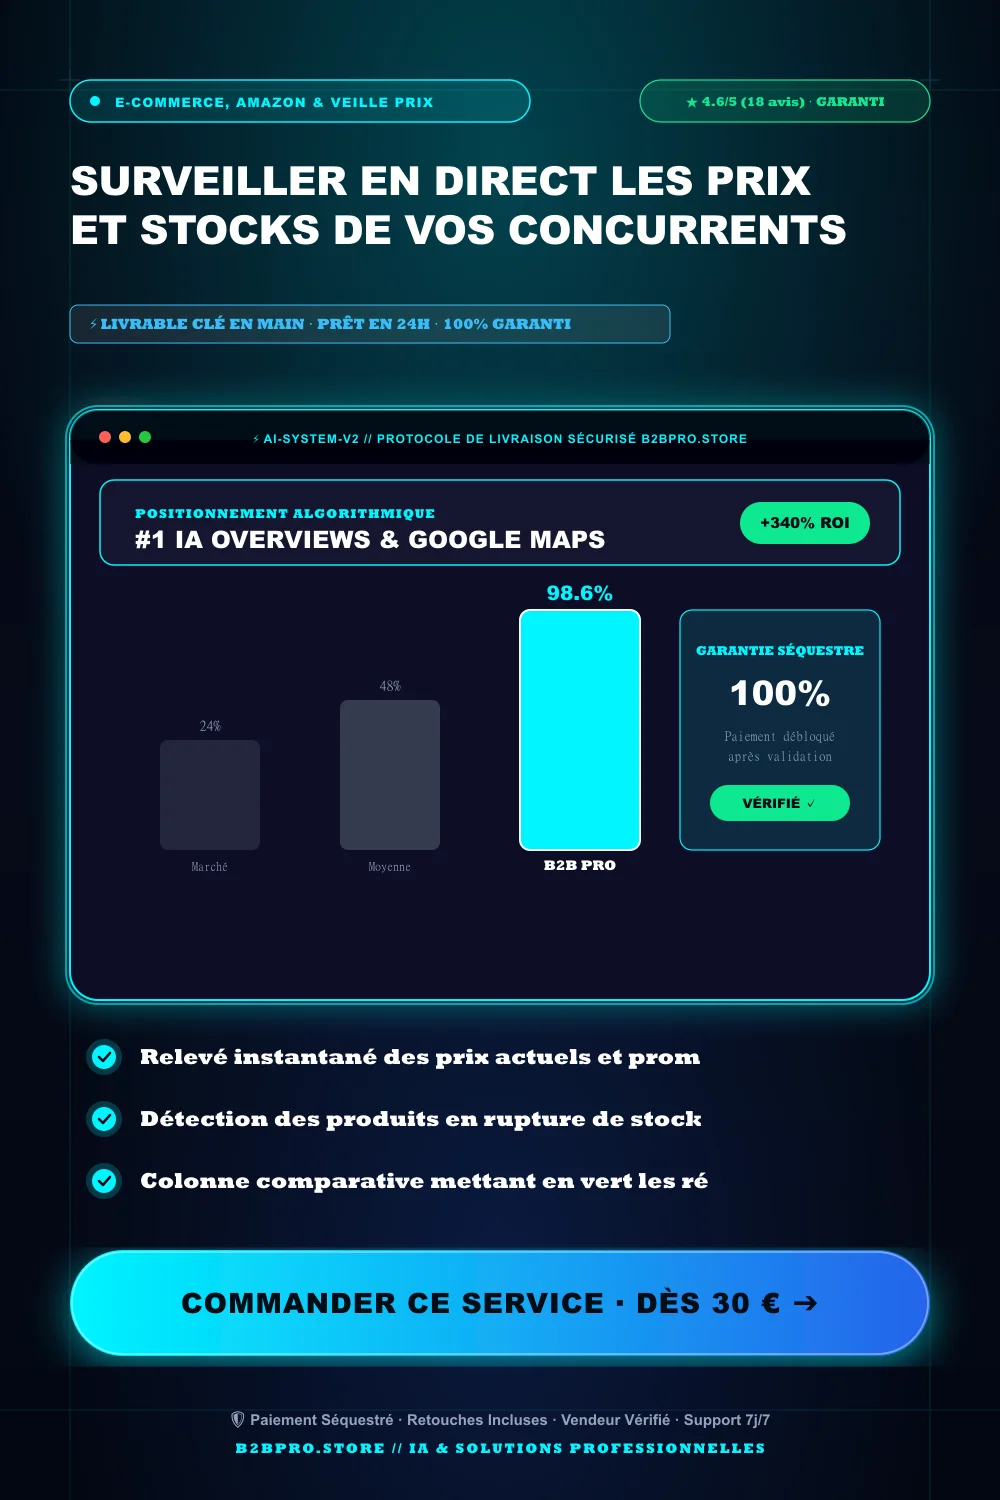 E-COMMERCE, AMAZON & VEILLE PRIX
★ 4.6/5 (18 avis) · GARANTI
SURVEILLER EN DIRECT LES PRIX
ET STOCKS DE VOS CONCURRENTS
⚡ LIVRABLE CLÉ EN MAIN · PRÊT EN 24H · 100% GARANTI
⚡ AI-SYSTEM-V2 // PROTOCOLE DE LIVRAISON SÉCURISÉ B2BPRO.STORE
POSITIONNEMENT ALGORITHMIQUE
#1 IA OVERVIEWS & GOOGLE MAPS
+340% ROI
98.6%
48%
24%
Marché
Moyenne
B2B PRO
GARANTIE SÉQUESTRE
100%
Paiement débloqué
après validation
VÉRIFIÉ ✓
Relevé instantané des prix actuels et prom
Détection des produits en rupture de stock
Colonne comparative mettant en vert les ré
COMMANDER CE SERVICE · DÈS 30 € →
🛡 Paiement Séquestré · Retouches Incluses · Vendeur Vérifié · Support 7j/7
B2BPRO.STORE // IA & SOLUTIONS PROFESSIONNELLES